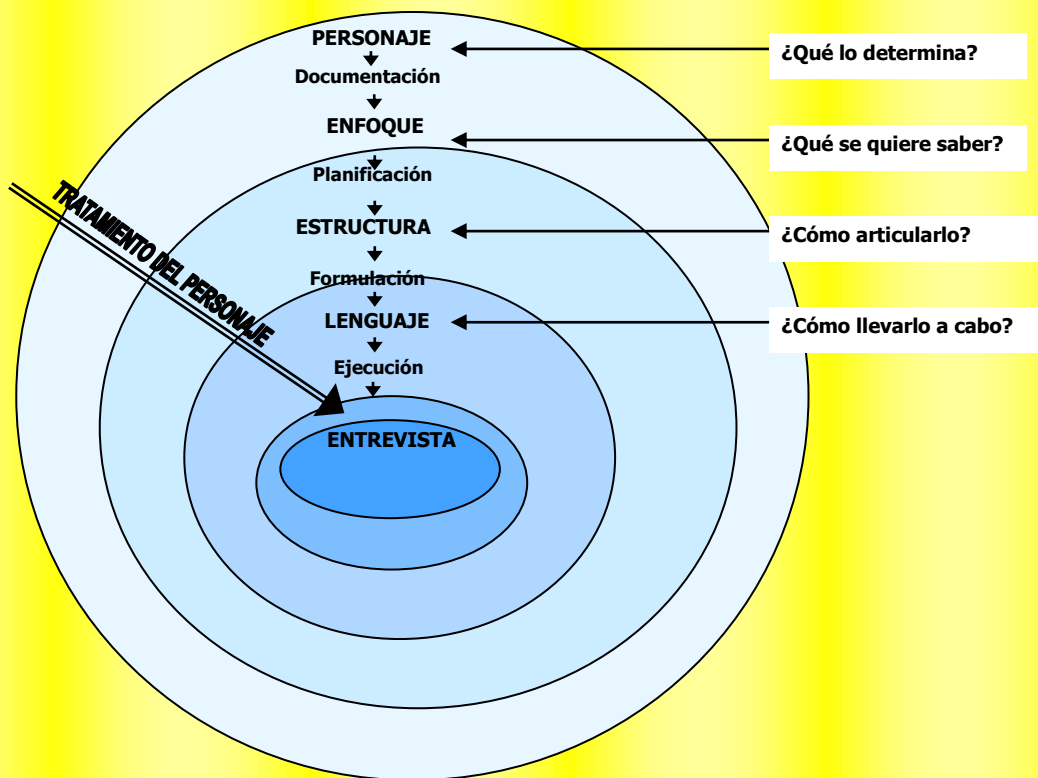 PERSONAJE
¿Qué lo determina?
Documentación
ENFOQUE
¿Qué se quiere saber?
Planificación
TRATAMIENTO DEL PERSONAJE
ESTRUCTURA
¿Cómo articularlo?
Formulación
LENGUAJE
¿Cómo llevarlo a cabo?
Ejecución
ENTREVISTA